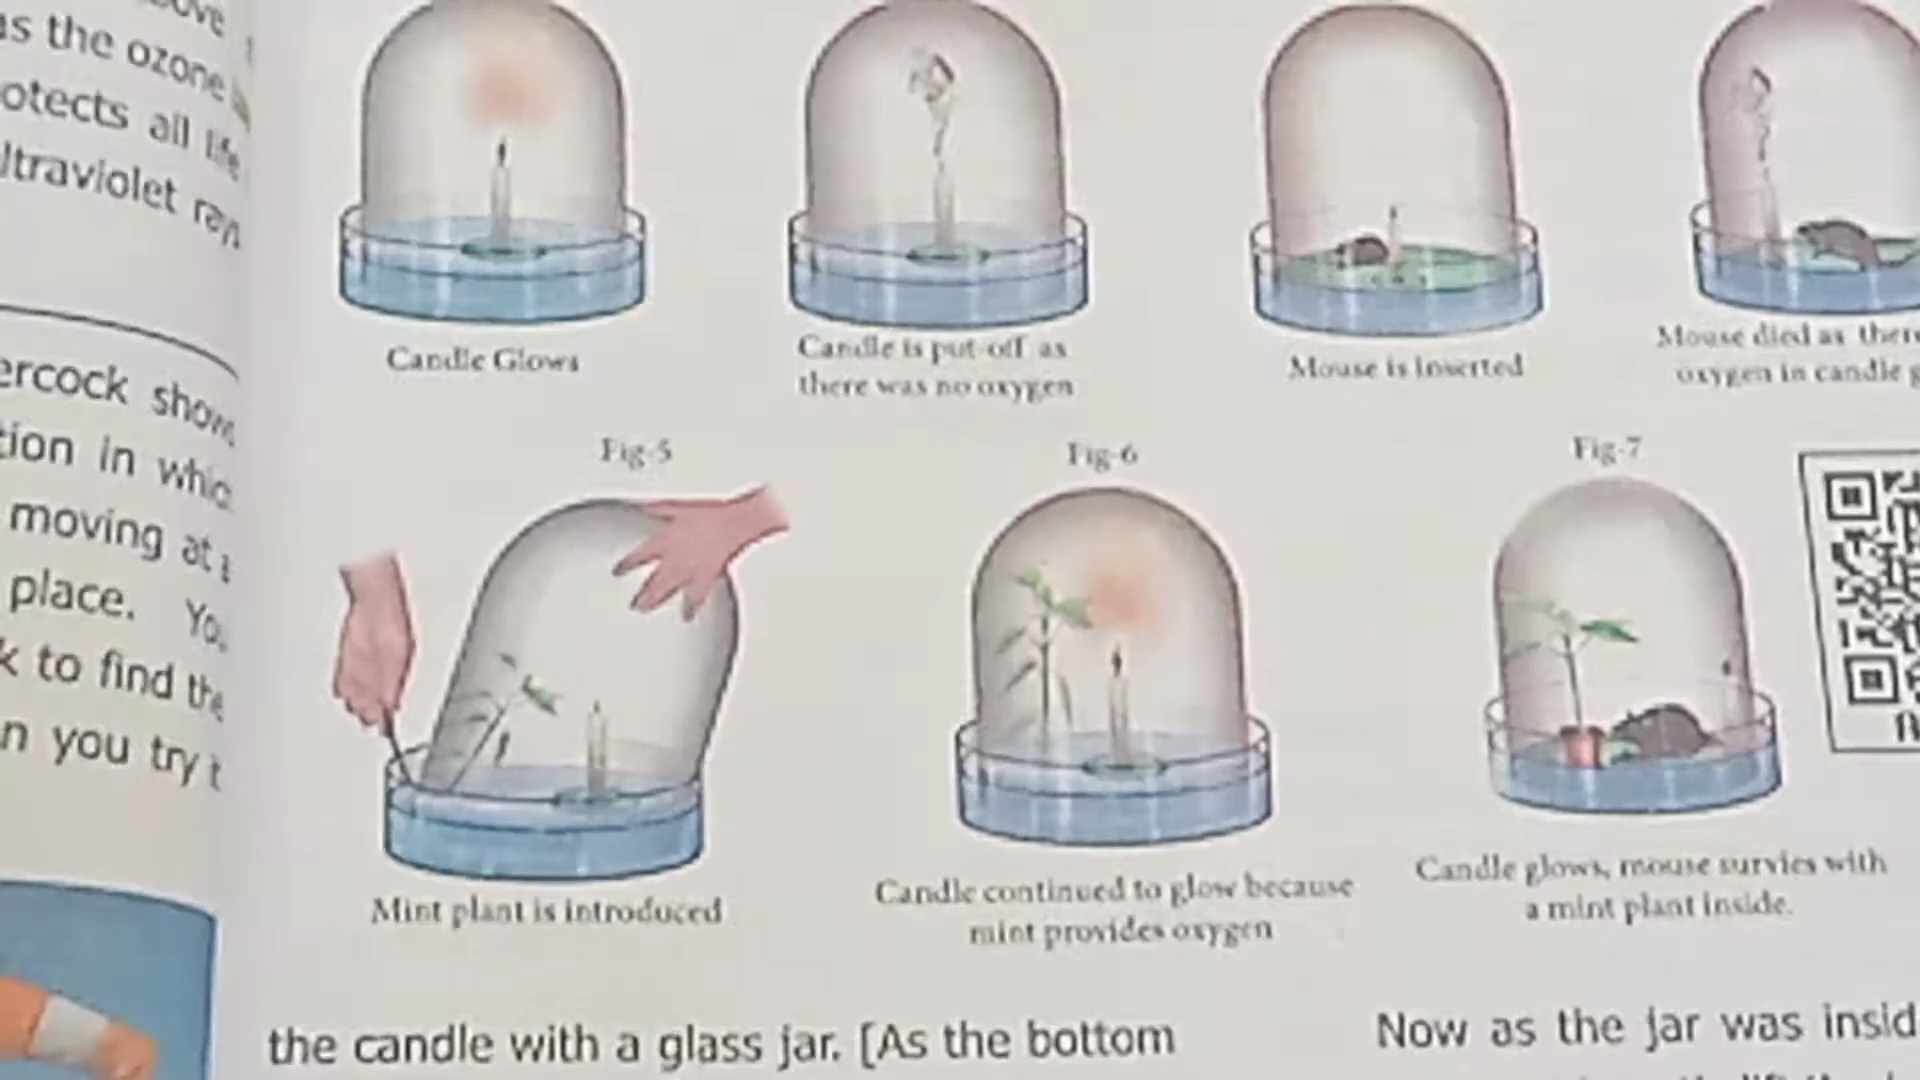 as the ozone
otects all life
ltraviolet rays
ercock shows
tion in which
moving at a
place. You
k to find the
n you try t
Candle Glows
Candle is put-off as
there was no oxygen
Mouse is Inserted
Mouse died as there
oxygen in candle g
Fig-5
Fig-6
Fig-7
Mint plant is introduced
Candle continued to glow because
mint provides oxygen
Candle glows, mouse survies with
a mint plant inside.
the candle with a glass jar. [As the bottom
Now as the jar was insid